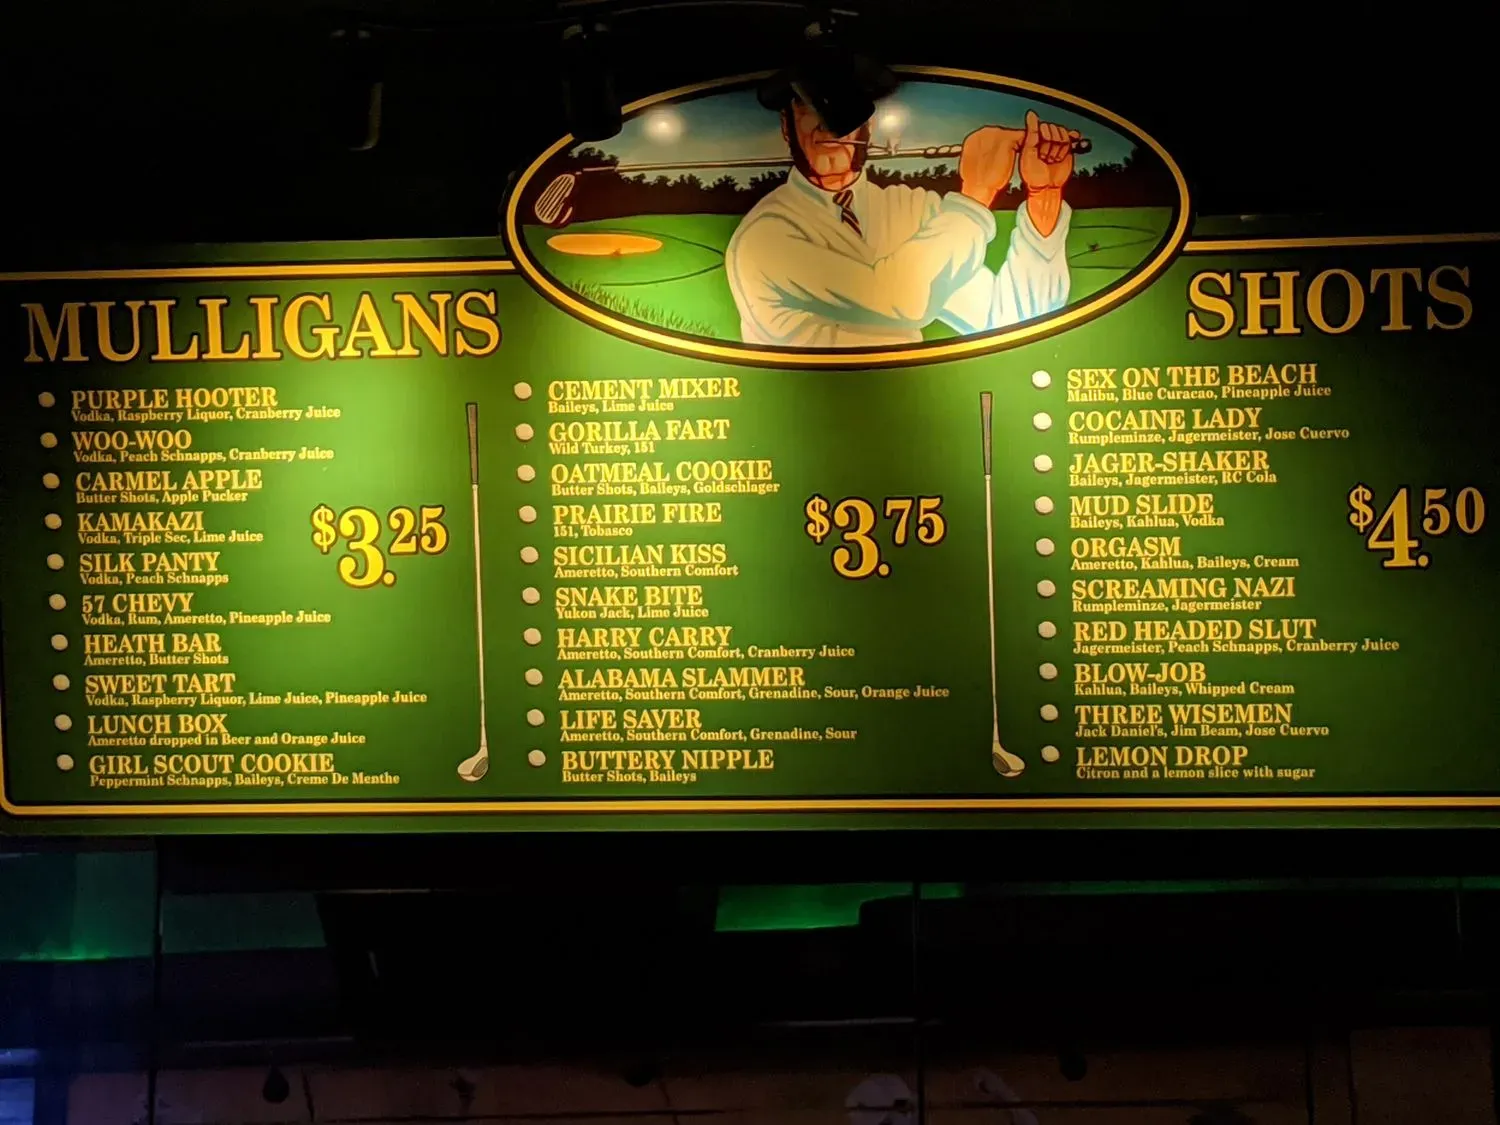 MULLIGANS
SHOTS
PURPLE HOOTER
Vodka, Raspberry Liquor, Cranberry Juice
WOO-WOO
Vodka, Peach Schnapps, Cranberry Juice
CARMEL APPLE
Butter Shots, Apple Pucker
KAMAKAZI
Vodka, Triple Sec, Lime Juice
SILK PANTY
Vodka, Peach Schnapps
57 CHEVY
Vodka, Rum, Ameretto, Pineapple Juice
HEATH BAR
Ameretto, Butter Shots
SWEET TART
Vodka, Raspberry Liquor, Lime Juice, Pineapple Juice
LUNCH BOX
Ameretto dropped in Beer and Orange Juice
GIRL SCOUT COOKIE
Peppermint Schnapps, Baileys, Creme De Menthe
$3.25
CEMENT MIXER
Baileys, Lime Juice
GORILLA FART
Wild Turkey, 151
OATMEAL COOKIE
Butter Shots, Baileys, Goldschlager
PRAIRIE FIRE
151, Tobasco
SICILIAN KISS
Ameretto, Southern Comfort
SNAKE BITE
Yukon Jack, Lime Juice
HARRY CARRY
Ameretto, Southern Comfort, Cranberry Juice
ALABAMA SLAMMER
Ameretto, Southern Comfort, Grenadine, Sour, Orange Juice
LIFE SAVER
Ameretto, Southern Comfort, Grenadine, Sour
BUTTERY NIPPLE
Butter Shots, Baileys
$3.75
SEX ON THE BEACH
Malibu, Blue Curacao, Pineapple Juice
COCAINE LADY
Rumpleminze, Jagermeister, Jose Cuervo
JAGER-SHAKER
Baileys, Jagermeister, RC Cola
MUD SLIDE
Baileys, Kahlua, Vodka
ORGASM
Ameretto, Kahlua, Baileys, Cream
SCREAMING NAZI
Rumpleminze, Jagermeister
RED HEADED SLUT
Jagermeister, Peach Schnapps, Cranberry Juice
BLOW-JOB
Kahlua, Baileys, Whipped Cream
THREE WISEMEN
Jack Daniel's, Jim Beam, Jose Cuervo
LEMON DROP
Citron and a lemon slice with sugar
$4.50